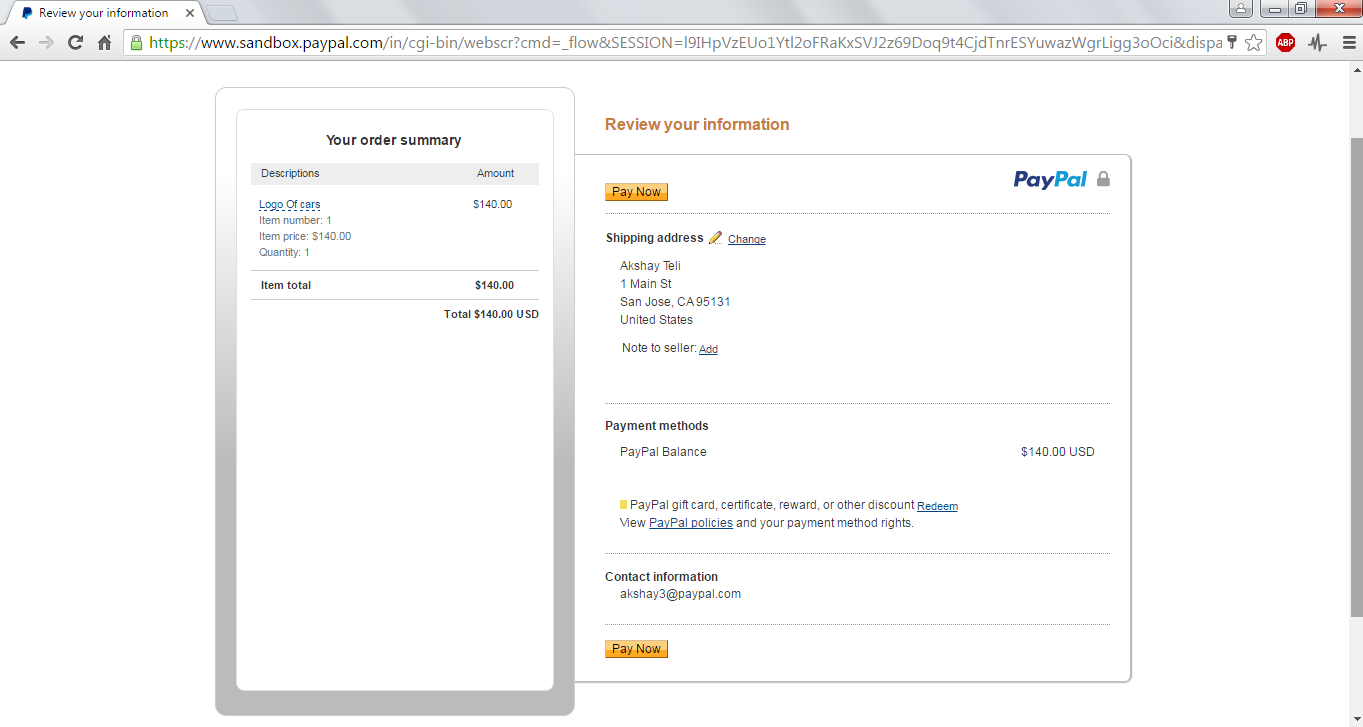 Review your information
https://www.sandbox.paypal.com/in/cgi-bin/webscr?cmd=_flow&SESSION=l9IHpVzEUo1Ytl2oFRaKxSVJ2z69Doq9t4CjdTnrESYuwazWgrLigg3oOci&dispa
ABP
Your order summary
Descriptions Amount
Logo Of cars $140.00
Item number: 1
Item price: $140.00
Quantity: 1
Item total $140.00
Total $140.00 USD
Review your information
PayPal
Pay Now
Shipping address Change
Akshay Teli
1 Main St
San Jose, CA 95131
United States
Note to seller: Add
Payment methods
PayPal Balance $140.00 USD
PayPal gift card, certificate, reward, or other discount Redeem
View PayPal policies and your payment method rights.
Contact information
akshay3@paypal.com
Pay Now